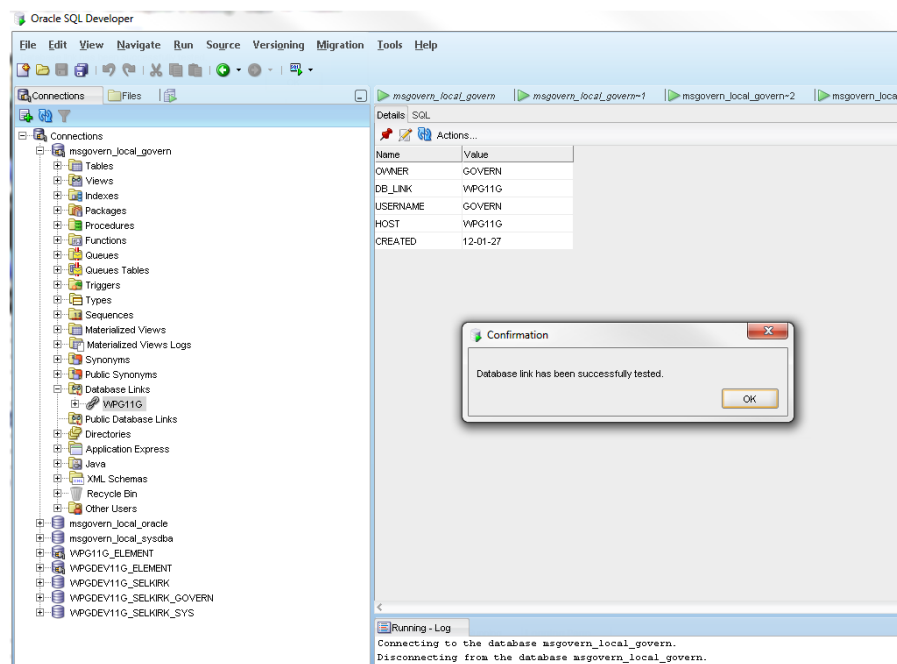 Oracle SQL Developer
File Edit View Navigate Run Source Versioning Migration Tools Help
Connections Files
Connections
msgovern_local_govern
Tables
Views
Indexes
Packages
Procedures
Functions
Queues
Queues Tables
Triggers
Types
Sequences
Materialized Views
Materialized Views Logs
Synonyms
Public Synonyms
Database Links
WPG11G
Public Database Links
Directories
Application Express
Java
XML Schemas
Recycle Bin
Other Users
msgovern_local_oracle
msgovern_local_sysdba
WPG11G_ELEMENT
WPGDEV11G_ELEMENT
WPGDEV11G_SELKIRK
WPGDEV11G_SELKIRK_GOVERN
WPGDEV11G_SELKIRK_SYS
msgovern_local_govern msgovern_local_govern~1 msgovern_local_govern~2 msgovern_loca
Details SQL
Actions...
Name Value
OWNER GOVERN
DB_LINK WPG11G
USERNAME GOVERN
HOST WPG11G
CREATED 12-01-27
Confirmation
Database link has been successfully tested.
OK
Running - Log
Connecting to the database msgovern_local_govern.
Disconnecting from the database msgovern_local_govern.